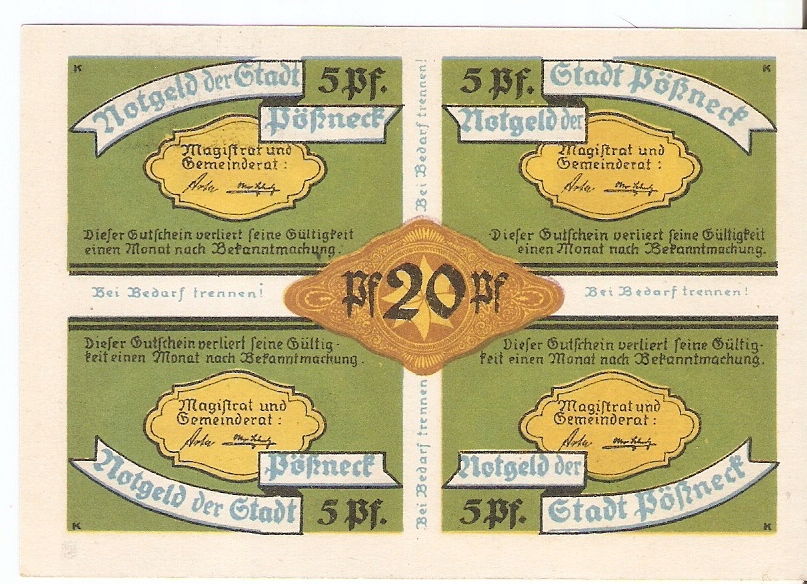 K
Notgeld der Stadt
5 Pf.
Pößneck
Magistrat und
Gemeinderat :
Dieser Gutschein verliert seine Gültigkeit
einen Monat nach Bekanntmachung.
Bei Bedarf trennen!
5 Pf.
Stadt Pößneck
K
Notgeld der
Magistrat und
Gemeinderat :
Dieser Gutschein verliert seine Gültigkeit
einen Monat nach Bekanntmachung.
Bei Bedarf trennen!
Pf 20 Pf
Bei Bedarf trennen!
Dieser Gutschein verliert seine Gültig-
keit einen Monat nach Bekanntmachung.
Magistrat und
Gemeinderat :
Pößneck
Notgeld der Stadt
5 Pf.
K
Bei Bedarf trennen
Dieser Gutschein verliert seine Gültig-
keit einen Monat nach Bekanntmachung.
Magistrat und
Gemeinderat :
Notgeld der
5 Pf.
Stadt Pößneck
K